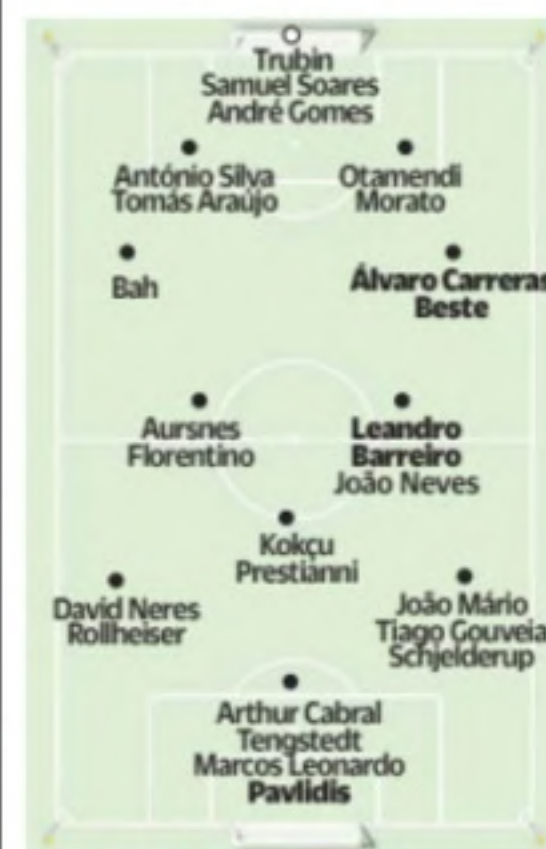 Trubin
Samuel Soares
André Gomes
António Silva
Tomás Araújo
Otamendi
Morato
Bah
Álvaro Carreras
Beste
Aursnes
Florentino
Leandro
Barreiro
João Neves
Kokçu
Prestianni
David Neres
Rollheiser
João Mário
Tiago Gouveia
Schjelderup
Arthur Cabral
Tengstedt
Marcos Leonardo
Pavlidis